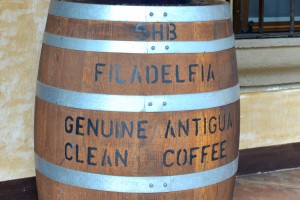 SHB
FILADELFIA
GENUINE ANTIGUA
CLEAN COFFEE